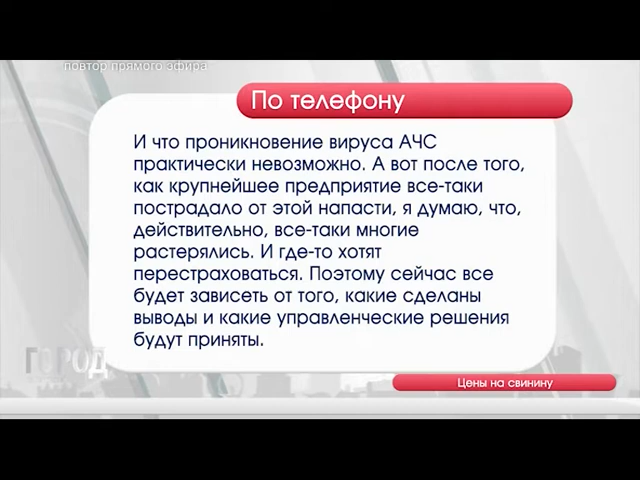 повтор прямого эфира
По телефону
И что проникновение вируса АЧС
практически невозможно. А вот после того,
как крупнейшее предприятие все-таки
пострадало от этой напасти, я думаю, что,
действительно, все-таки многие
растерялись. И где-то хотят
перестраховаться. Поэтому сейчас все
будет зависеть от того, какие сделаны
выводы и какие управленческие решения
будут приняты.
ГОРОД
Цены на свинину